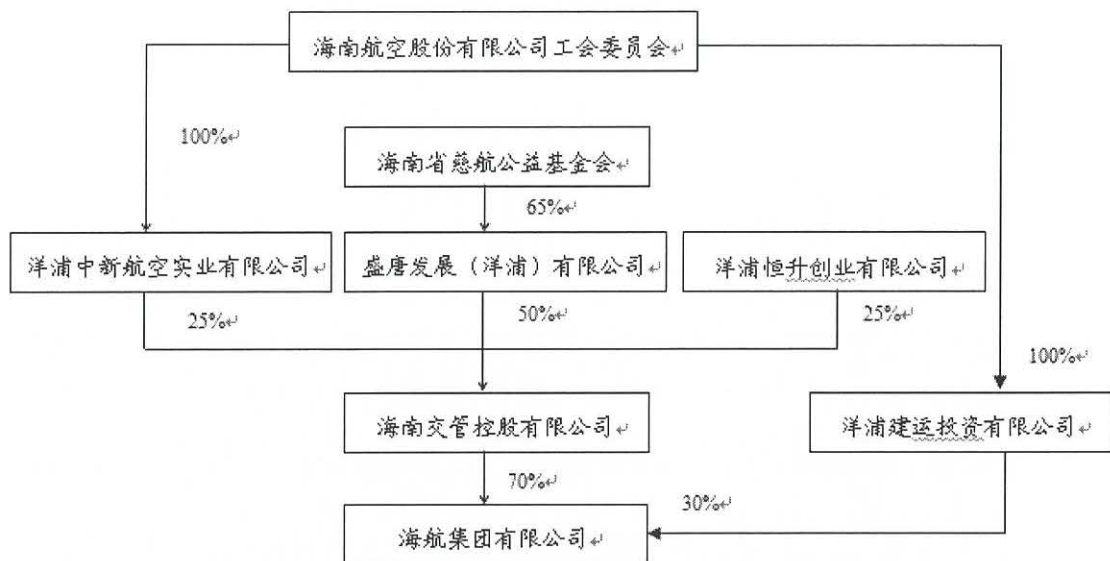 海南航空股份有限公司工会委员会↵
100%↵
海南省慈航公益基金会↵
65%↵
洋浦中新航空实业有限公司↵
盛唐发展（洋浦）有限公司↵
洋浦恒升创业有限公司↵
25%↵
50%↵
25%↵
100%↵
海南交管控股有限公司↵
洋浦建运投资有限公司↵
70%↵
30%↵
海航集团有限公司↵